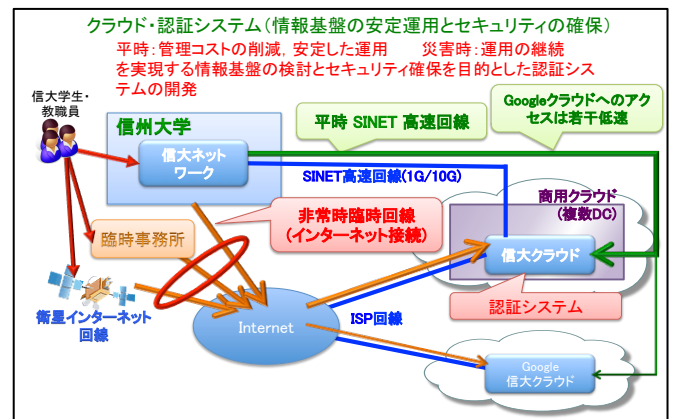 クラウド・認証システム(情報基盤の安定運用とセキュリティの確保)
平時:管理コストの削減,安定した運用　災害時:運用の継続
を実現する情報基盤の検討とセキュリティ確保を目的とした認証シス
テムの開発
信大学生・
教職員
信州大学
信大ネット
ワーク
平時 SINET 高速回線
Googleクラウドへのアク
セスは若干低速
SINET高速回線(1G/10G)
商用クラウド
(複数DC)
非常時臨時回線
(インターネット接続)
臨時事務所
信大クラウド
認証システム
衛星インターネット
回線
Internet
ISP回線
Google
信大クラウド